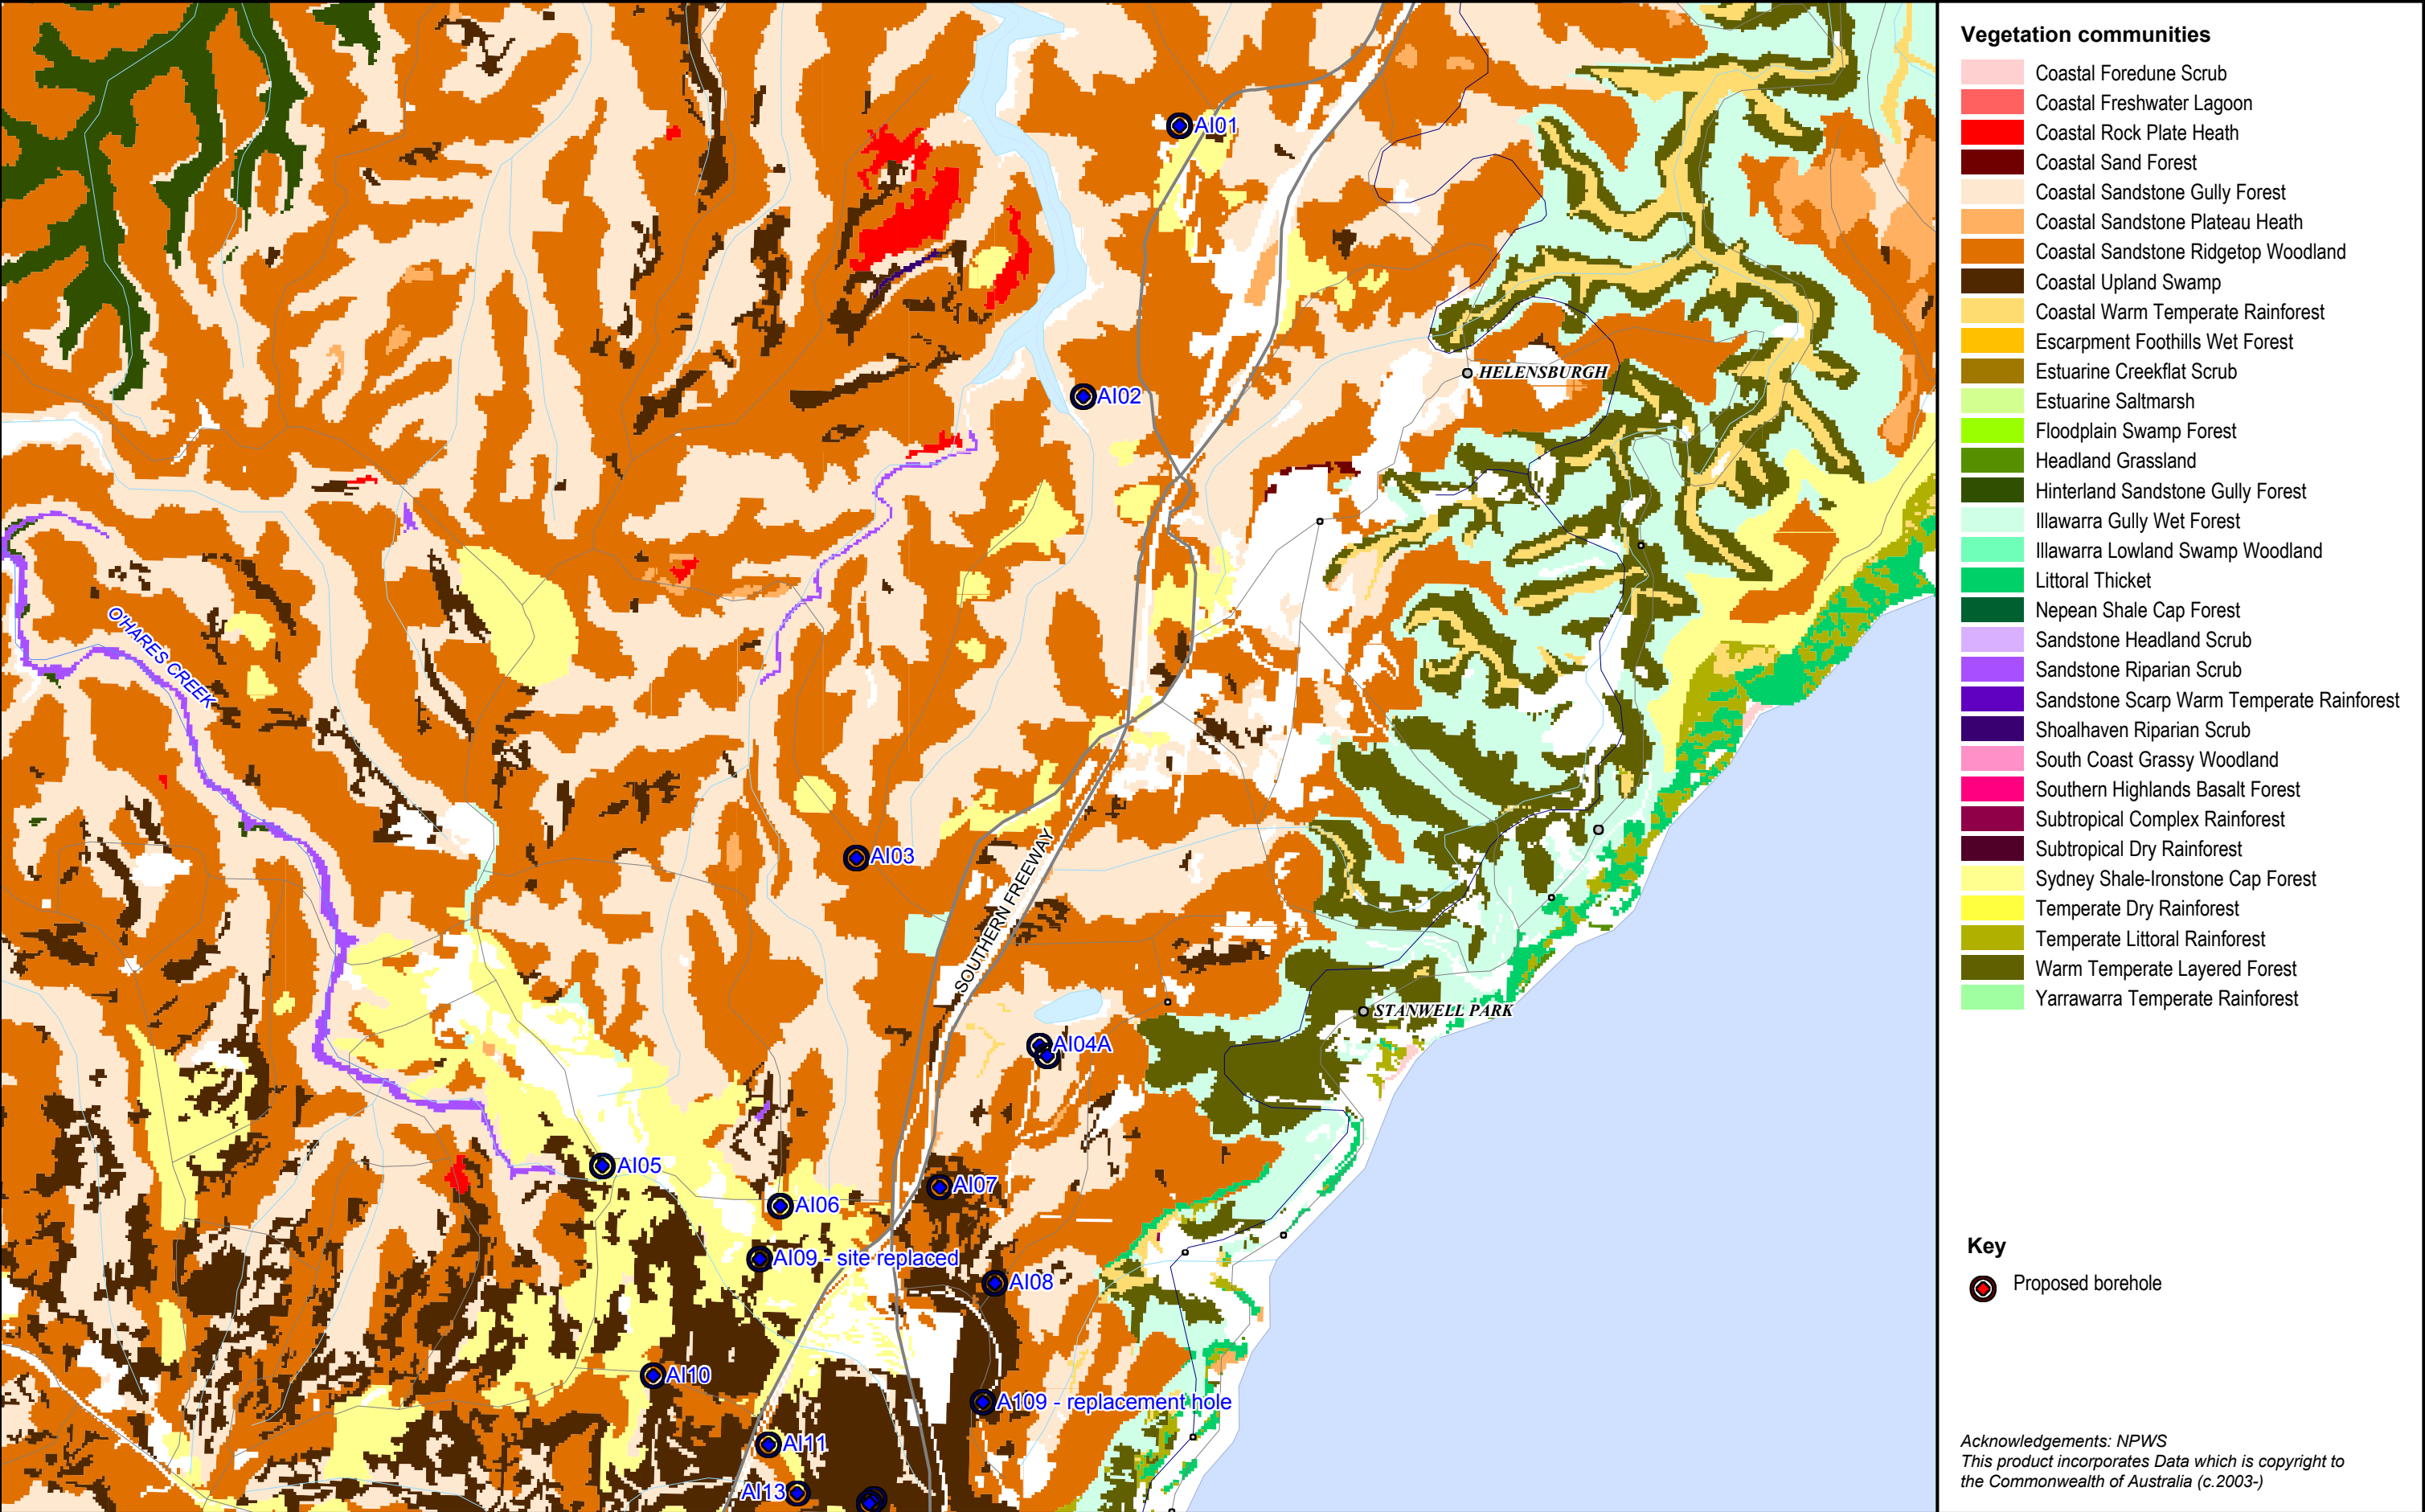 AI01
AI02
HELENSBURGH
O'HARES CREEK
AI03
SOUTHERN FREEWAY
STANWELL PARK
AI04A
AI05
AI06
AI07
AI09 - site replaced
AI08
AI10
A109 - replacement hole
AI11
AI13
Vegetation communities
Coastal Foredune Scrub
Coastal Freshwater Lagoon
Coastal Rock Plate Heath
Coastal Sand Forest
Coastal Sandstone Gully Forest
Coastal Sandstone Plateau Heath
Coastal Sandstone Ridgetop Woodland
Coastal Upland Swamp
Coastal Warm Temperate Rainforest
Escarpment Foothills Wet Forest
Estuarine Creekflat Scrub
Estuarine Saltmarsh
Floodplain Swamp Forest
Headland Grassland
Hinterland Sandstone Gully Forest
Illawarra Gully Wet Forest
Illawarra Lowland Swamp Woodland
Littoral Thicket
Nepean Shale Cap Forest
Sandstone Headland Scrub
Sandstone Riparian Scrub
Sandstone Scarp Warm Temperate Rainforest
Shoalhaven Riparian Scrub
South Coast Grassy Woodland
Southern Highlands Basalt Forest
Subtropical Complex Rainforest
Subtropical Dry Rainforest
Sydney Shale-Ironstone Cap Forest
Temperate Dry Rainforest
Temperate Littoral Rainforest
Warm Temperate Layered Forest
Yarrawarra Temperate Rainforest
Key
Proposed borehole
Acknowledgements: NPWS
This product incorporates Data which is copyright to
the Commonwealth of Australia (c.2003-)